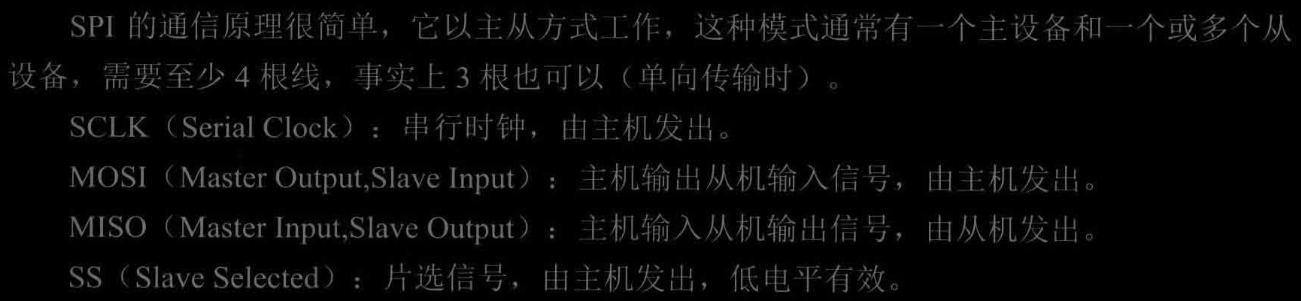 SPI 的通信原理很简单，它以主从方式工作，这种模式通常有一个主设备和一个或多个从
设备，需要至少 4 根线，事实上 3 根也可以（单向传输时）。
SCLK（Serial Clock）：串行时钟，由主机发出。
MOSI（Master Output,Slave Input）：主机输出从机输入信号，由主机发出。
MISO（Master Input,Slave Output）：主机输入从机输出信号，由从机发出。
SS（Slave Selected）：片选信号，由主机发出，低电平有效。